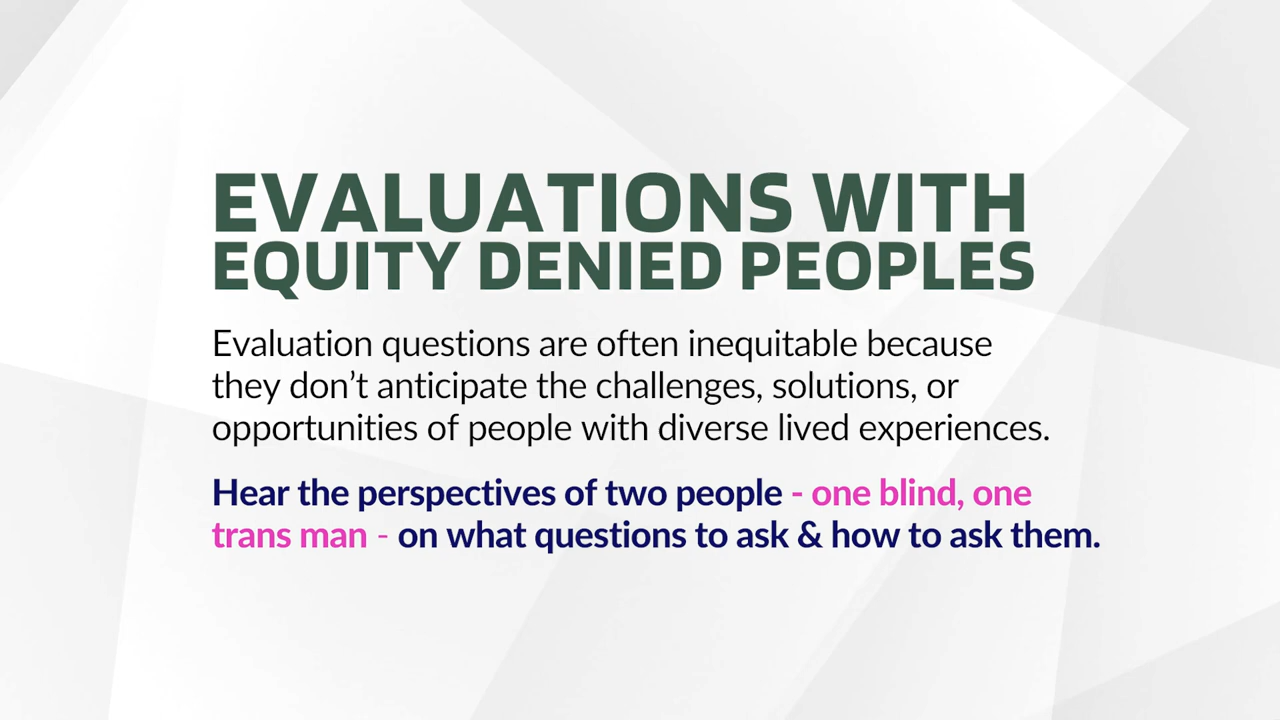 EVALUATIONS WITH
EQUITY DENIED PEOPLES
Evaluation questions are often inequitable because
they don’t anticipate the challenges, solutions, or
opportunities of people with diverse lived experiences.
Hear the perspectives of two people - one blind, one
trans man - on what questions to ask & how to ask them.